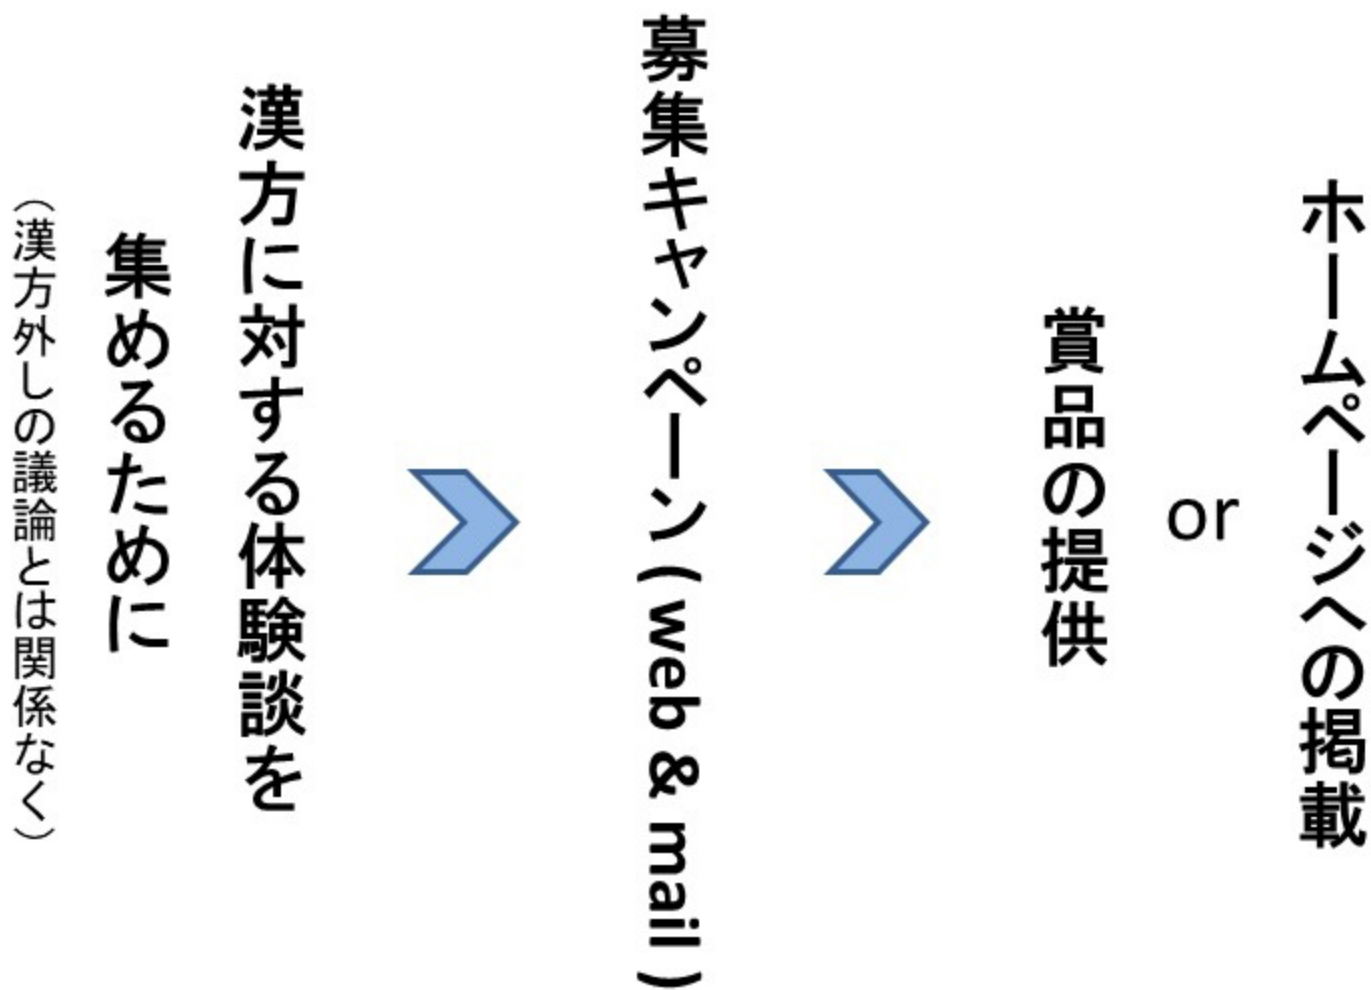 漢方に対する体験談を
集めるために
（漢方外しの議論とは関係なく）
募集キャンペーン(web & mail)
賞品の提供
or
ホームページへの掲載